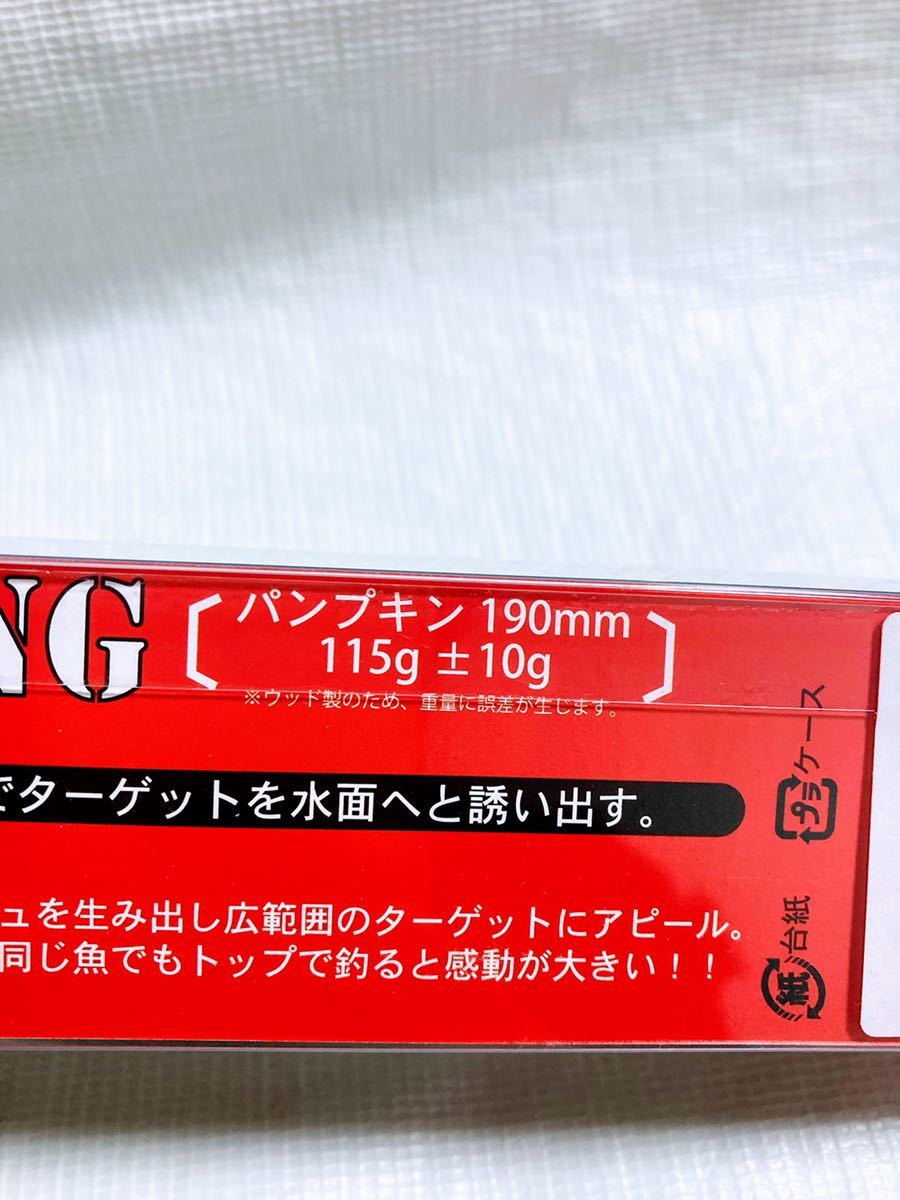 NG
パンプキン 190mm
115g ±10g
※ウッド製のため、重量に誤差が生じます。
でターゲットを水面へと誘い出す。
ュを生み出し広範囲のターゲットにアピール。
同じ魚でもトップで釣ると感動が大きい！！
プラ ケース
紙 台紙